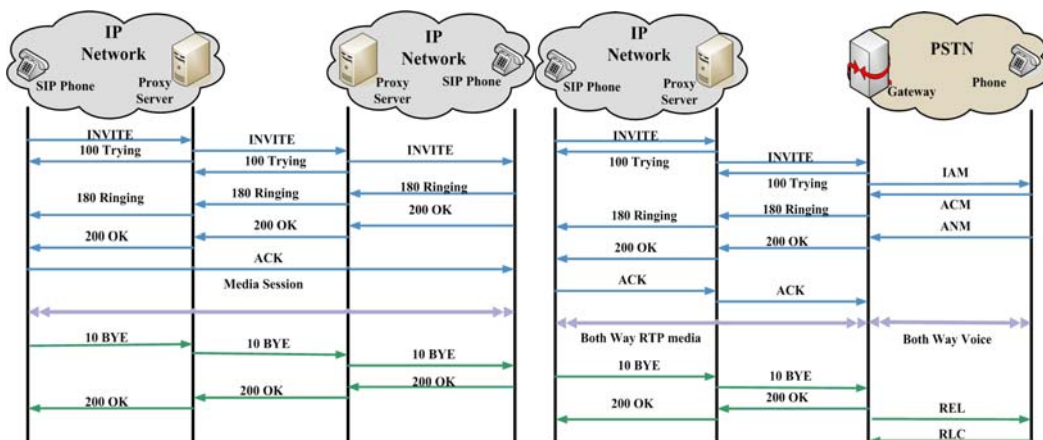 IP
Network
SIP Phone
Proxy
Server
IP
Network
Proxy
Server
SIP Phone
INVITE
100 Trying
INVITE
100 Trying
INVITE
180 Ringing
180 Ringing
180 Ringing
200 OK
200 OK
200 OK
ACK
Media Session
10 BYE
10 BYE
10 BYE
200 OK
200 OK
200 OK
IP
Network
SIP Phone
Proxy
Server
PSTN
Gateway
Phone
INVITE
100 Trying
INVITE
100 Trying
IAM
ACM
180 Ringing
180 Ringing
ANM
200 OK
200 OK
ACK
ACK
Both Way RTP media
Both Way Voice
10 BYE
10 BYE
200 OK
200 OK
REL
RLC